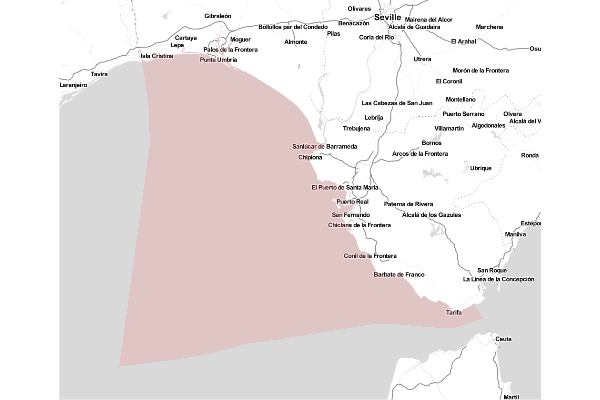 Olivares
Seville
Gibraleón
Mairena del Alcor
Benacazón
Bollullos par del Condado
Alcalá de Guadeira
Marchena
Pilas
Coria del Rio
Moguer
Cartaya
Almonte
El Arahal
Lepe
Osu
Palos de la Frontera
Isla Cristina
Punta Umbria
Utrera
Morón de la Frontera
Tavira
El Coronil
Laranjeiro
Montellano
Las Cabezas de San Juan
Puerto Serrano
Olvera
Lebrija
Alcalá del V
Algodonales
Trebujena
Villamartin
Bornos
Sanlúcar de Barrameda
Arcos de la Frontera
Ronda
Chipiona
Ubrique
El Puerto de Santa María
Puerto Real
Paterna de Rivera
San Fernando
Alcalá de los Gazules
Chiclana de la Frontera
Estepon
Manilva
Conil de la Frontera
San Roque
Barbate de Franco
La Línea de la Concepción
Tarifa
Ceuta
Martil